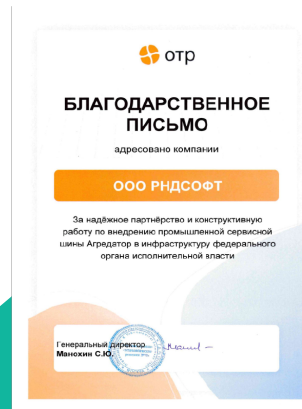 отр
БЛАГОДАРСТВЕННОЕ
ПИСЬМО
адресовано компании
ООО РНДСОФТ
За надёжное партнёрство и конструктивную
работу по внедрению промышленной сервисной
шины Агредатор в инфраструктуру федерального
органа исполнительной власти
Генеральный директор
Манохин С.Ю.